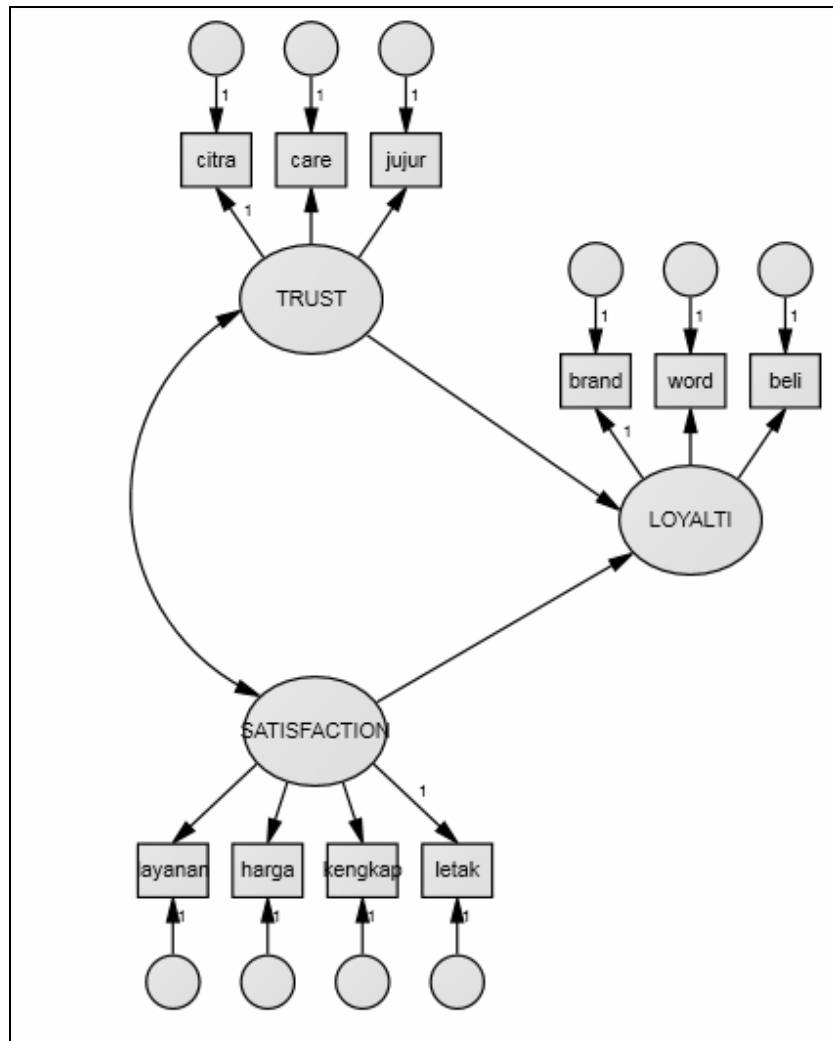 1 1 1
citra care jujur
1
TRUST
1 1 1
brand word beli
1
LOYALTI
SATISFACTION
1
layanan harga kengkap letak
1 1 1 1